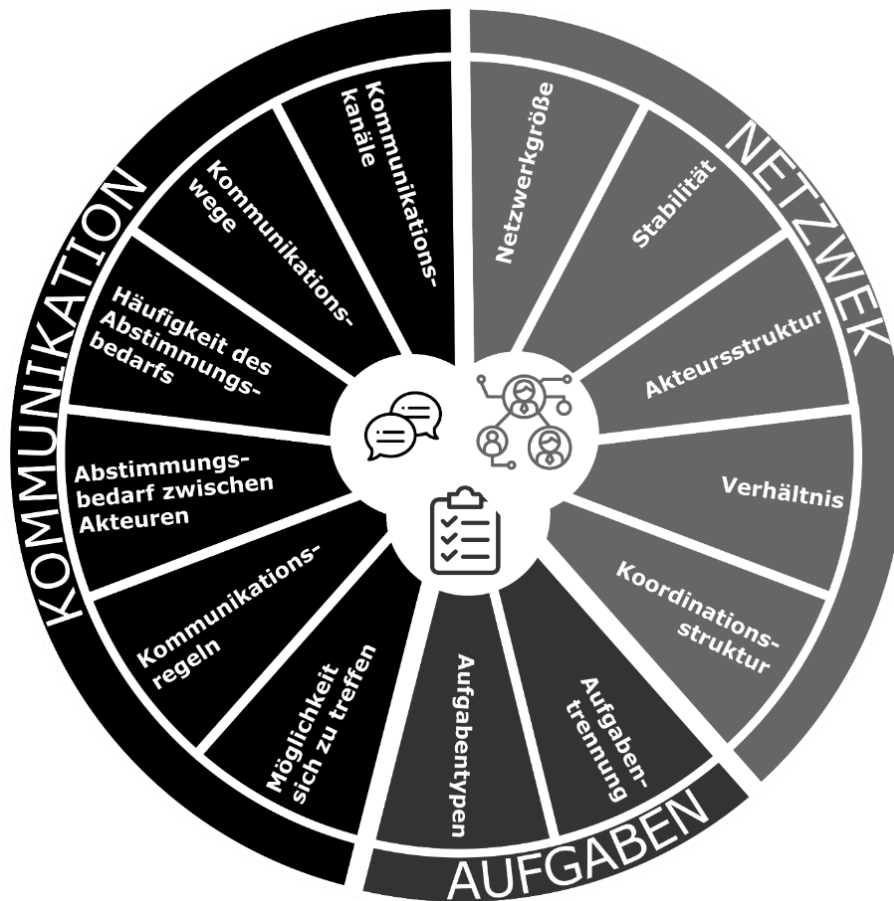 KOMMUNIKATION
Kommunikations-
kanäle
Kommunikations-
wege
Häufigkeit des
Abstimmungs-
bedarfs
Abstimmungs-
bedarf zwischen
Akteuren
Kommunikations-
regeln
Möglichkeit
sich zu treffen
NETZWEK
Netzwerkgröße
Stabilität
Akteursstruktur
Verhältnis
Koordinations-
struktur
AUFGABEN
Aufgaben-
trennung
Aufgabentypen